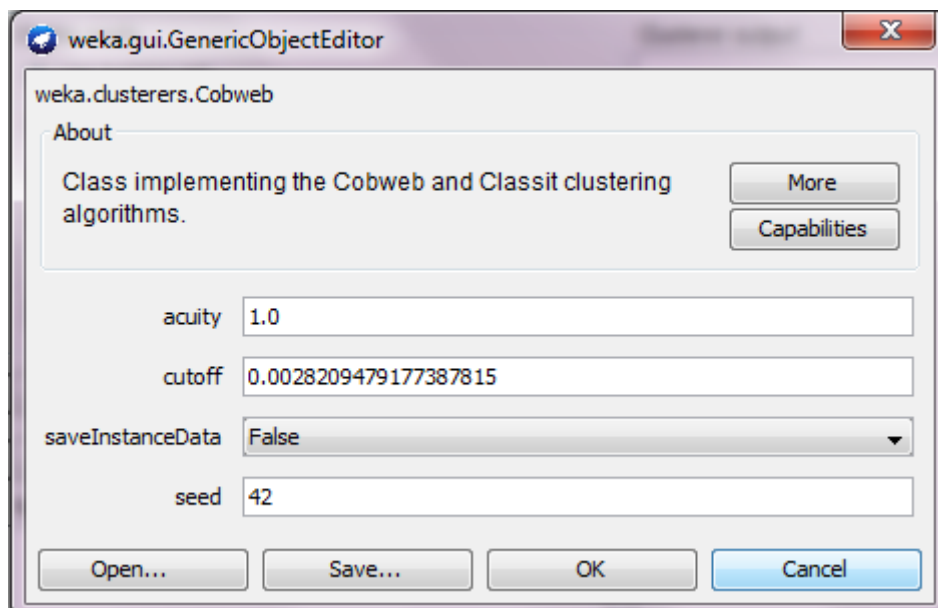 weka.gui.GenericObjectEditor
weka.clusterers.Cobweb
About
Class implementing the Cobweb and Classit clustering
algorithms.
More
Capabilities
acuity 1.0
cutoff 0.0028209479177387815
saveInstanceData False
seed 42
Open... Save... OK Cancel